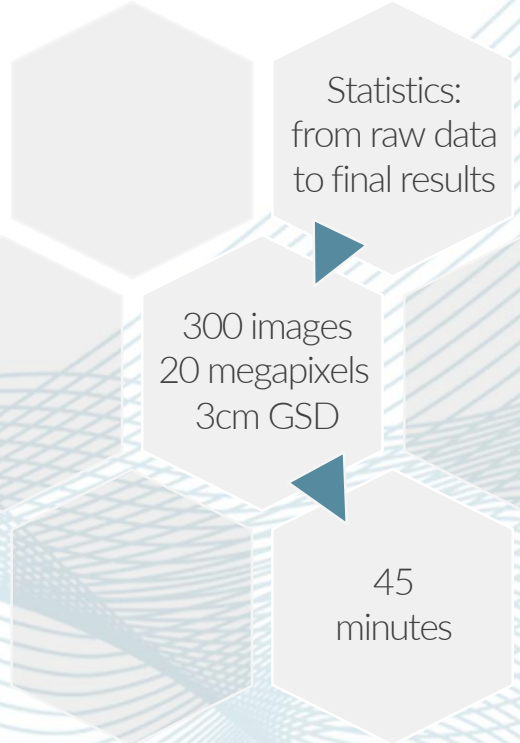 Statistics:
from raw data
to final results
300 images
20 megapixels
3cm GSD
45
minutes